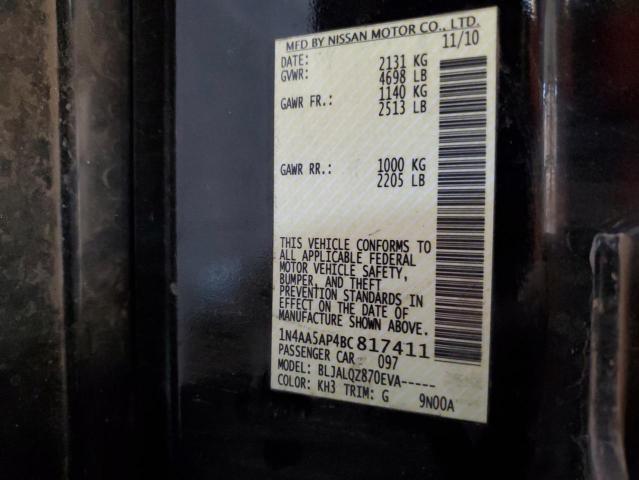 MFD BY NISSAN MOTOR CO., LTD.
DATE: 11/10
GVWR: 2131 KG
4698 LB
GAWR FR.: 1140 KG
2513 LB
GAWR RR.: 1000 KG
2205 LB
THIS VEHICLE CONFORMS TO
ALL APPLICABLE FEDERAL
MOTOR VEHICLE SAFETY,
BUMPER, AND THEFT
PREVENTION STANDARDS IN
EFFECT ON THE DATE OF
MANUFACTURE SHOWN ABOVE.
1N4AA5AP4BC817411
PASSENGER CAR 097
MODEL: BLJALQZ870EVA-----
COLOR: KH3 TRIM: G 9N00A